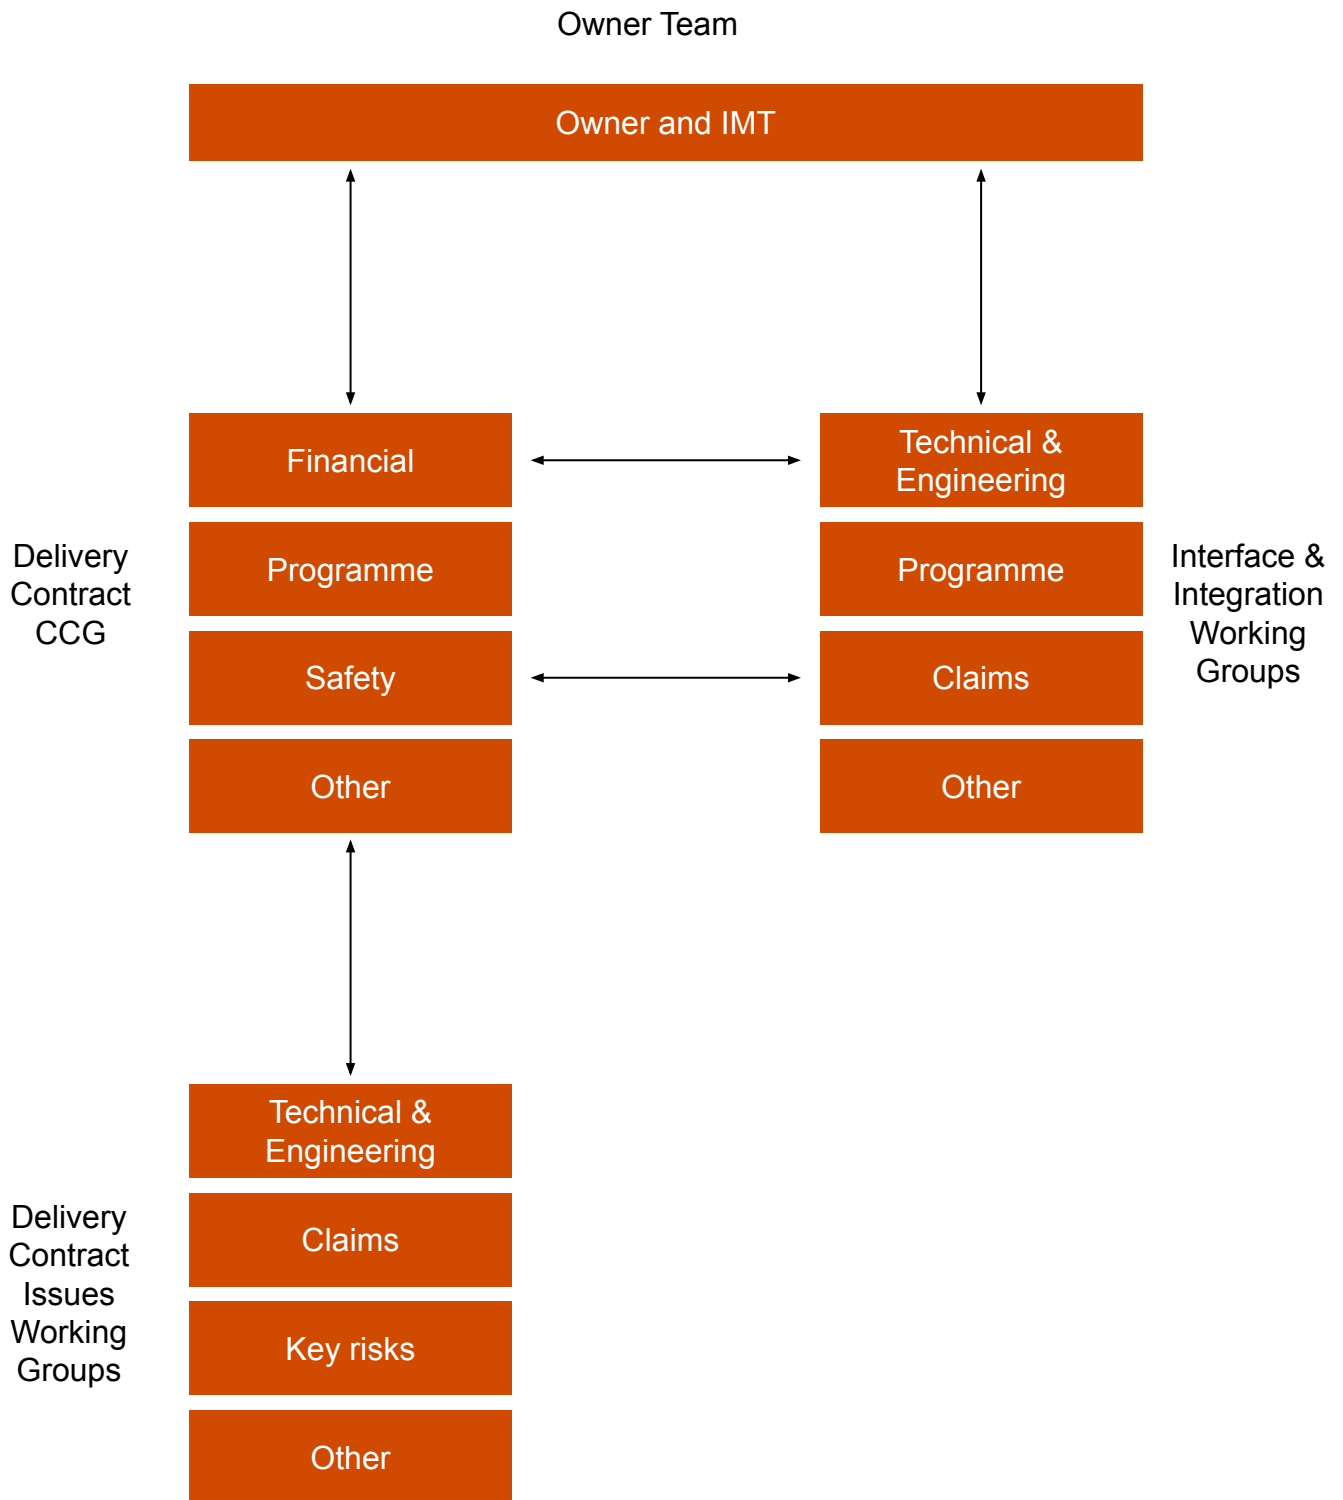 Owner Team
Owner and IMT
Financial
Programme
Safety
Other
Delivery
Contract
CCG
Technical &
Engineering
Programme
Claims
Other
Interface &
Integration
Working
Groups
Technical &
Engineering
Claims
Key risks
Other
Delivery
Contract
Issues
Working
Groups